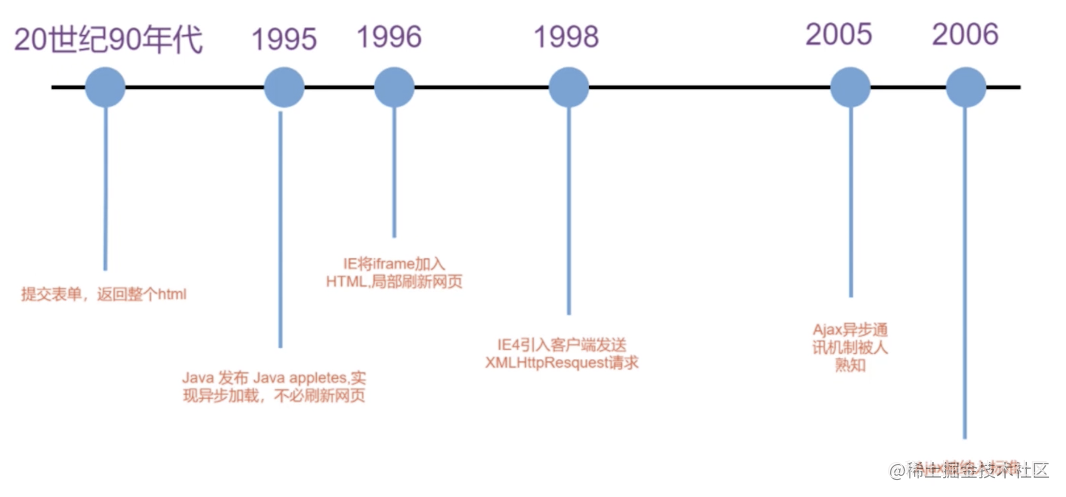 20世纪90年代
1995
1996
1998
2005
2006
提交表单，返回整个html
Java 发布 Java appletes,实
现异步加载，不必刷新网页
IE将iframe加入
HTML,局部刷新网页
IE4引入客户端发送
XMLHttpResquest请求
Ajax异步通
讯机制被人
熟知
@稀土掘金技术社区